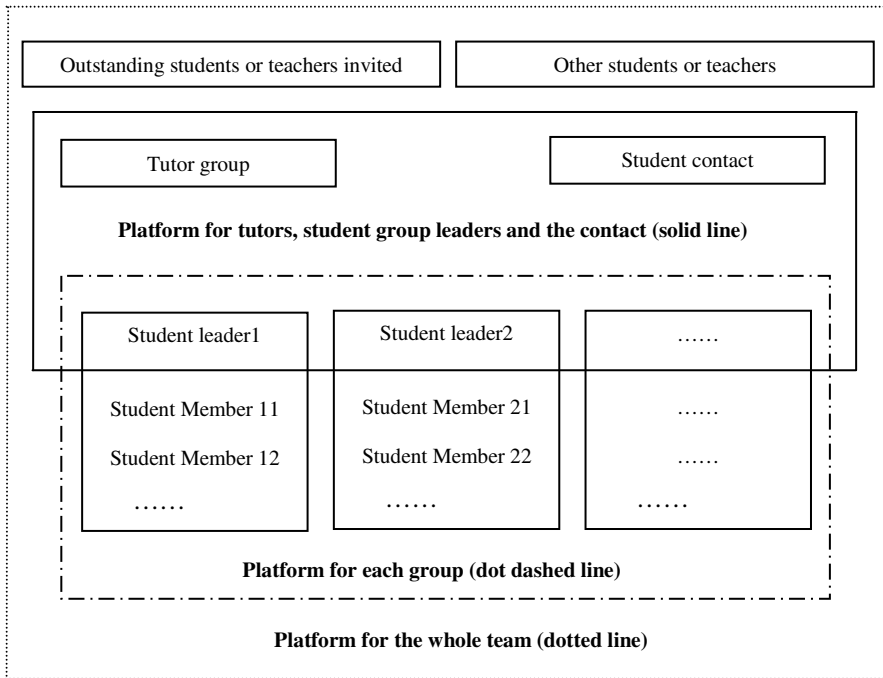 Outstanding students or teachers invited
Other students or teachers
Tutor group
Student contact
Platform for tutors, student group leaders and the contact (solid line)
Student leader1
Student leader2
……
Student Member 11
Student Member 21
……
Student Member 12
Student Member 22
……
……
……
……
Platform for each group (dot dashed line)
Platform for the whole team (dotted line)